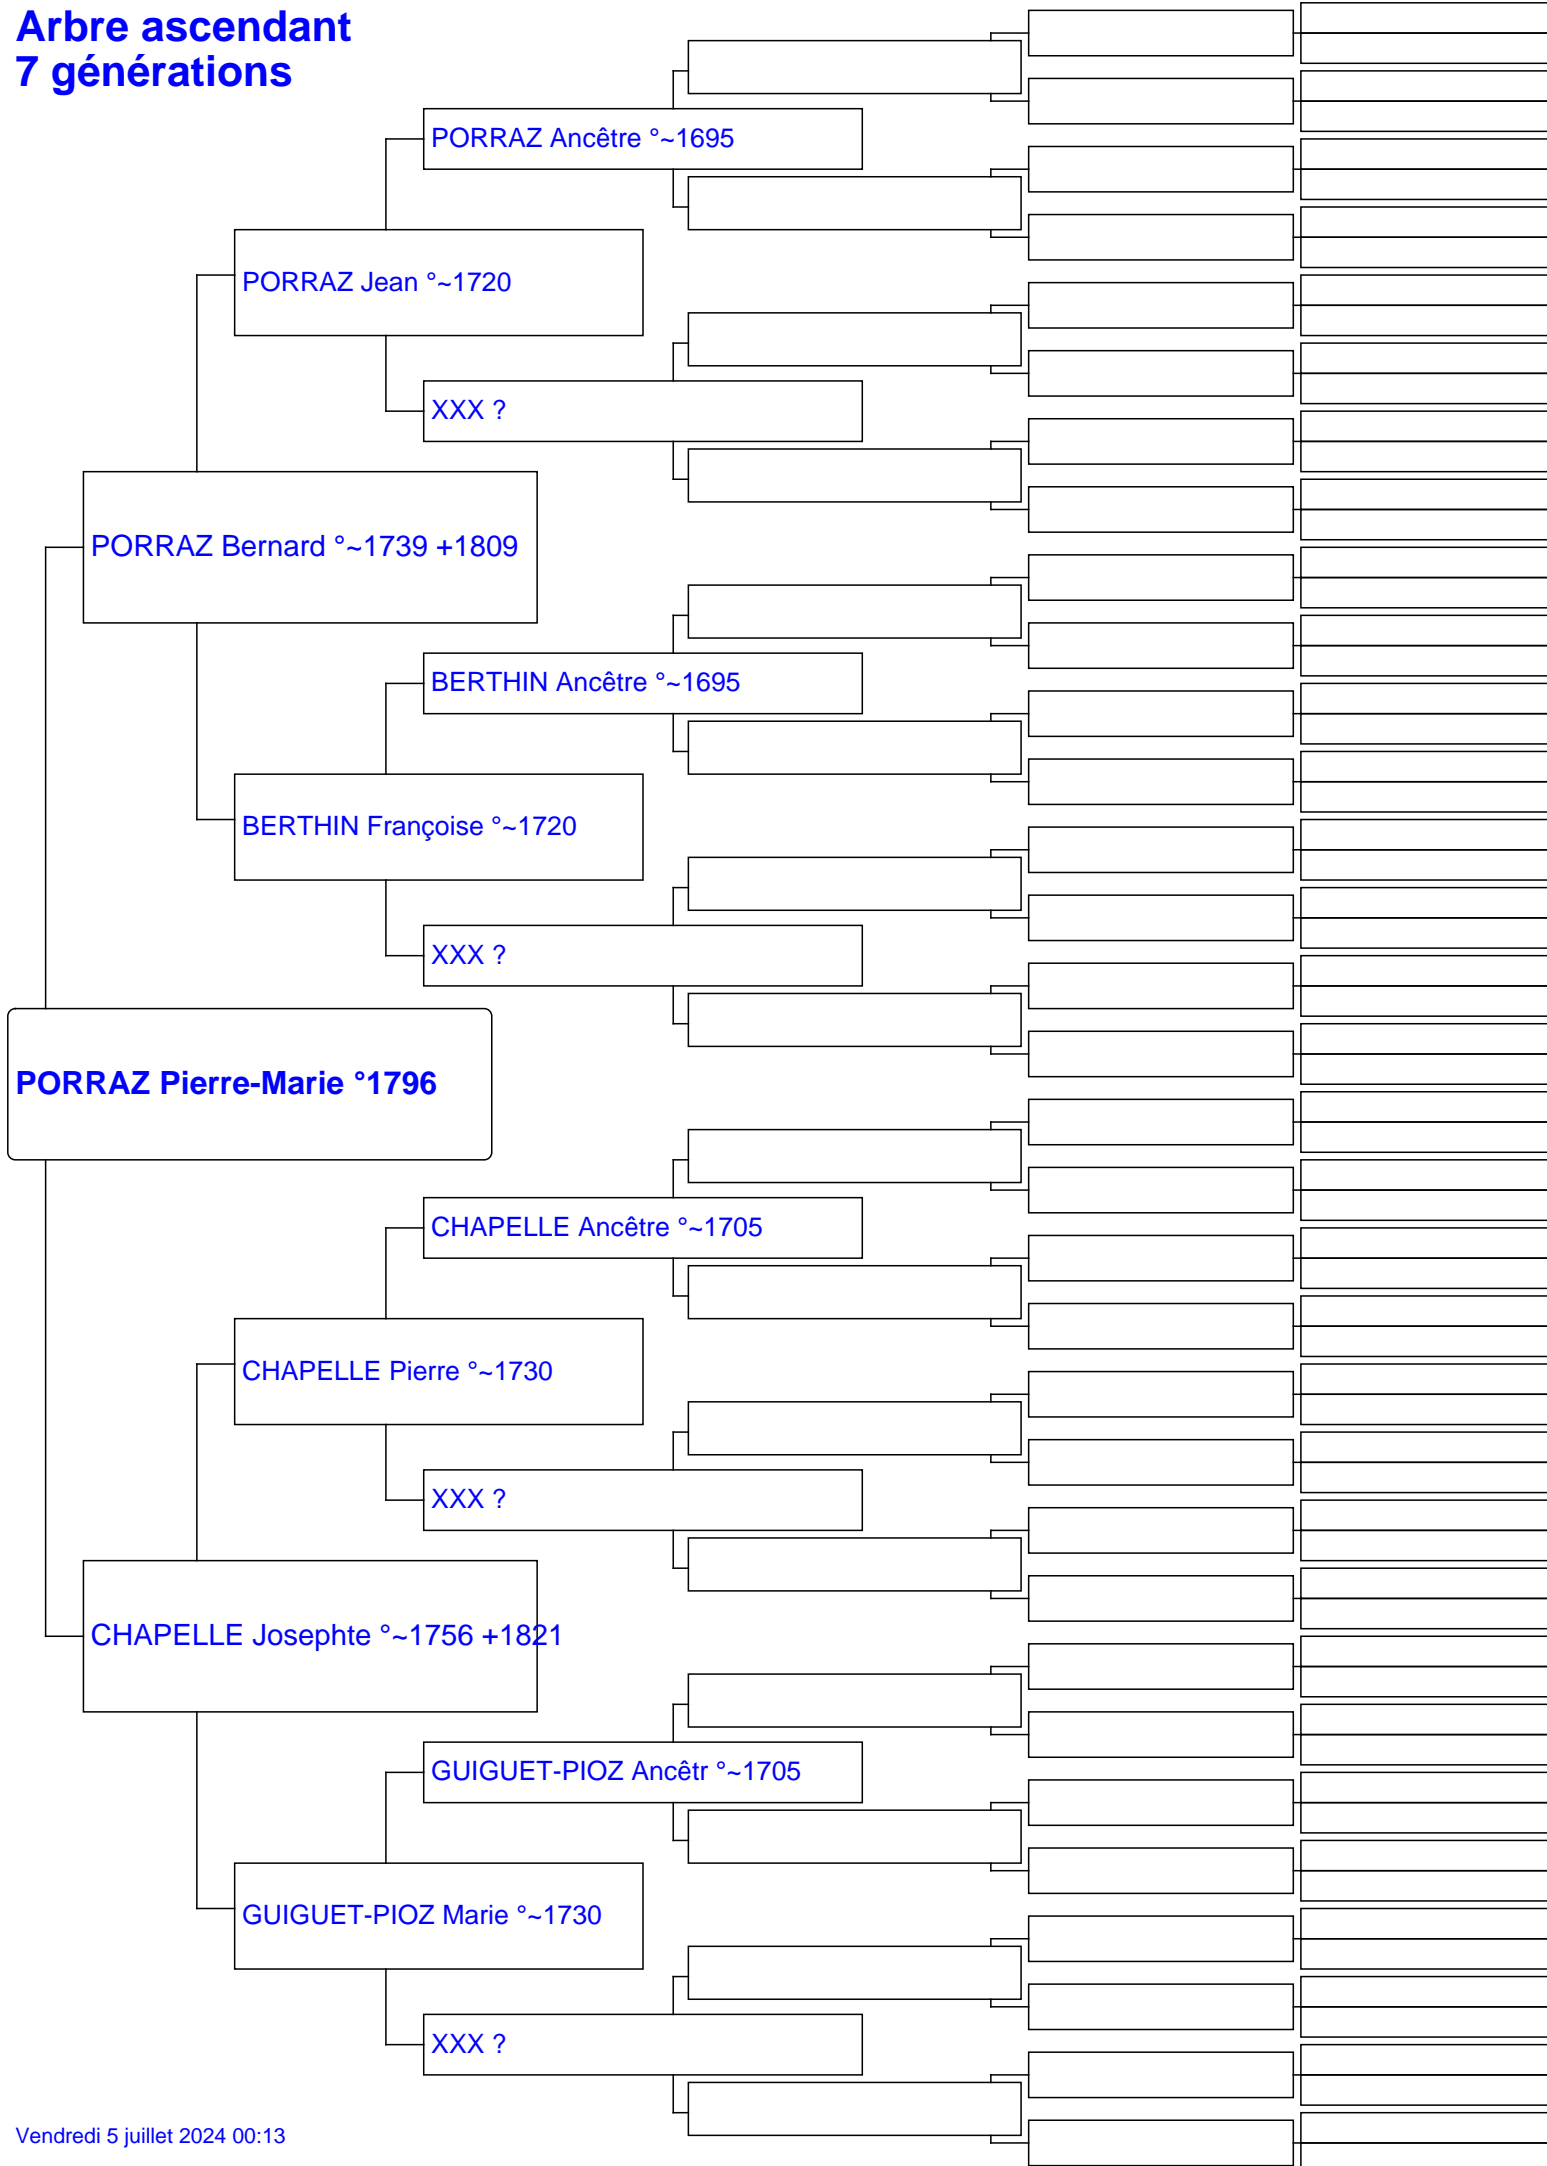 Arbre ascendant
7 générations
PORRAZ Ancêtre °~1695
PORRAZ Jean °~1720
XXX ?
PORRAZ Bernard °~1739 +1809
BERTHIN Ancêtre °~1695
BERTHIN Françoise °~1720
XXX ?
PORRAZ Pierre-Marie °1796
CHAPELLE Ancêtre °~1705
CHAPELLE Pierre °~1730
XXX ?
CHAPELLE Josephte °~1756 +1821
GUIGUET-PIOZ Ancêtr °~1705
GUIGUET-PIOZ Marie °~1730
XXX ?
Vendredi 5 juillet 2024 00:13